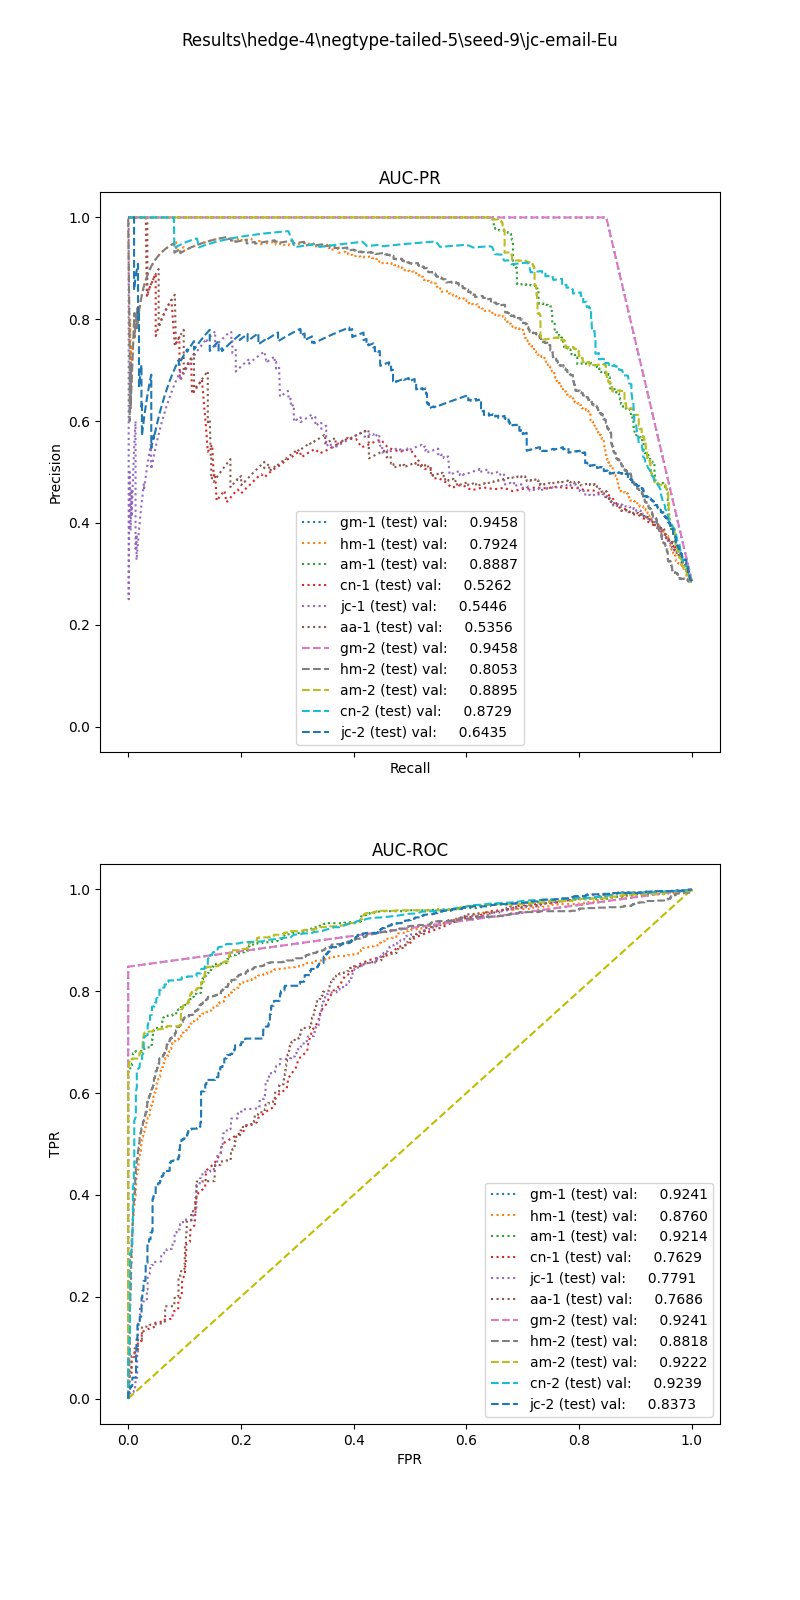 Results\hedge-4\negtype-tailed-5\seed-9\jc-email-Eu
AUC-PR
1.0
0.8
0.6
0.4
0.2
0.0
Precision
gm-1 (test) val: 0.9458
hm-1 (test) val: 0.7924
am-1 (test) val: 0.8887
cn-1 (test) val: 0.5262
jc-1 (test) val: 0.5446
aa-1 (test) val: 0.5356
gm-2 (test) val: 0.9458
hm-2 (test) val: 0.8053
am-2 (test) val: 0.8895
cn-2 (test) val: 0.8729
jc-2 (test) val: 0.6435
Recall
AUC-ROC
1.0
0.8
0.6
0.4
0.2
0.0
TPR
gm-1 (test) val: 0.9241
hm-1 (test) val: 0.8760
am-1 (test) val: 0.9214
cn-1 (test) val: 0.7629
jc-1 (test) val: 0.7791
aa-1 (test) val: 0.7686
gm-2 (test) val: 0.9241
hm-2 (test) val: 0.8818
am-2 (test) val: 0.9222
cn-2 (test) val: 0.9239
jc-2 (test) val: 0.8373
0.0 0.2 0.4 0.6 0.8 1.0
FPR